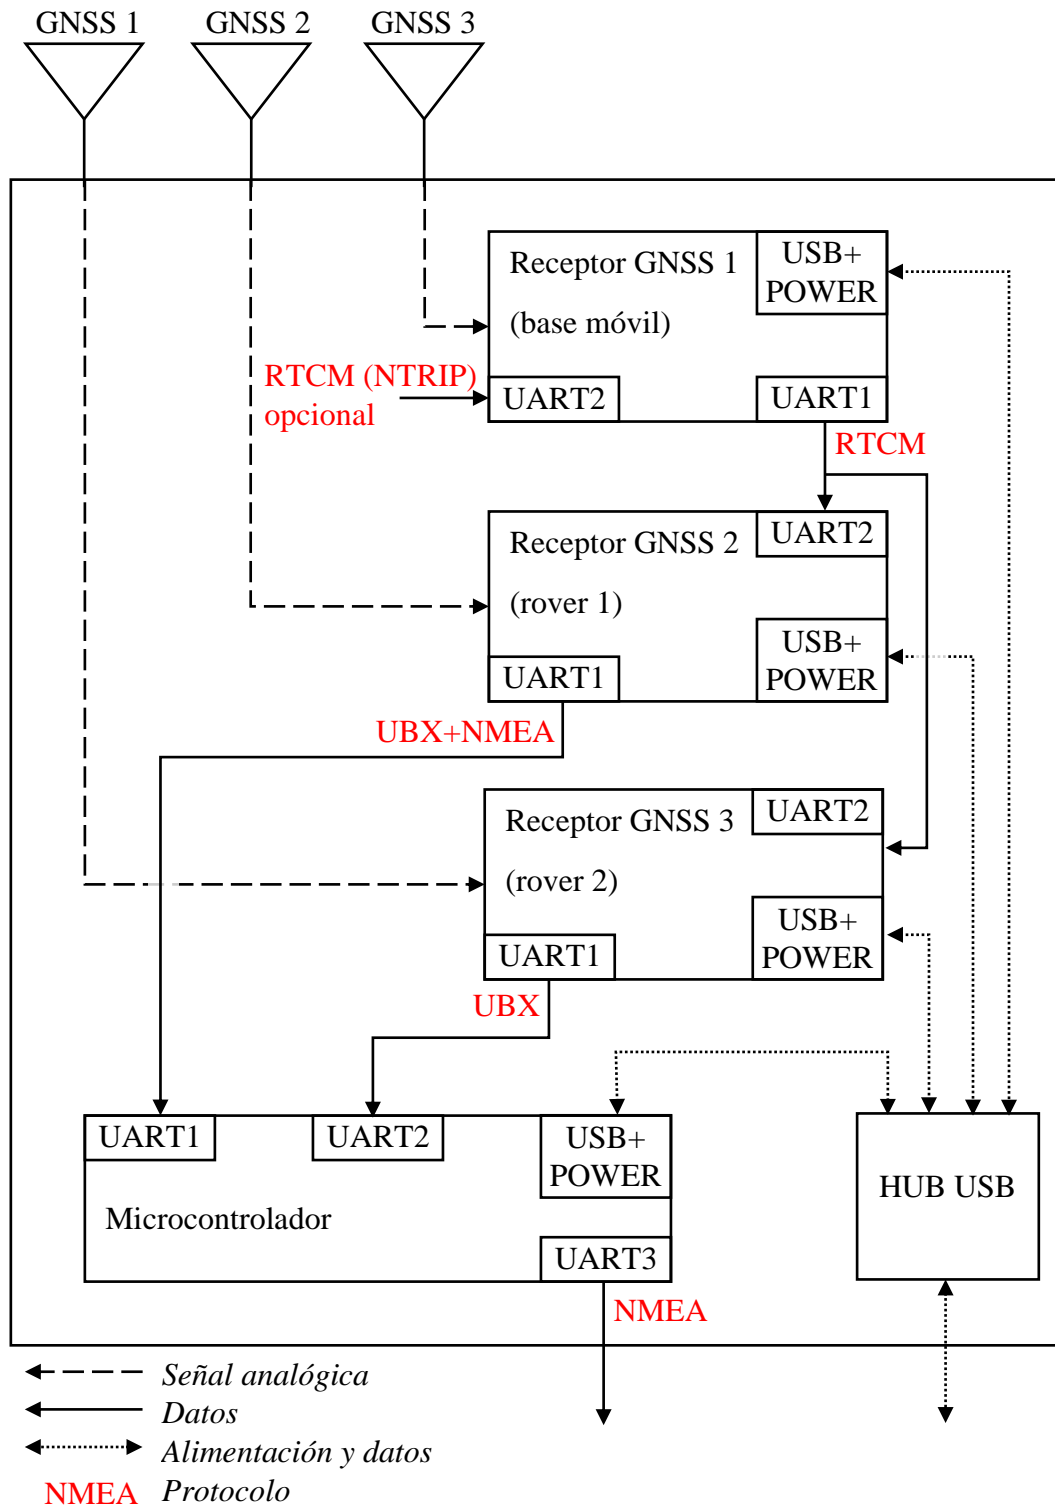 GNSS 1
GNSS 2
GNSS 3
Receptor GNSS 1
(base móvil)
USB+
POWER
RTCM (NTRIP)
opcional
UART2
UART1
RTCM
Receptor GNSS 2
(rover 1)
UART2
USB+
POWER
UART1
UBX+NMEA
Receptor GNSS 3
(rover 2)
UART2
USB+
POWER
UART1
UBX
UART1
UART2
USB+
POWER
Microcontrolador
UART3
HUB USB
NMEA
Señal analógica
Datos
Alimentación y datos
NMEA Protocolo